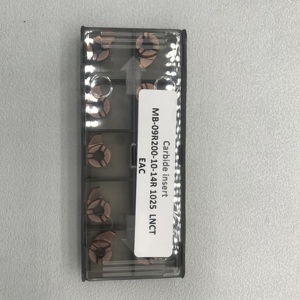 Carbide Insert
MB-09R200-10-14R 1025 LNCT
EAC